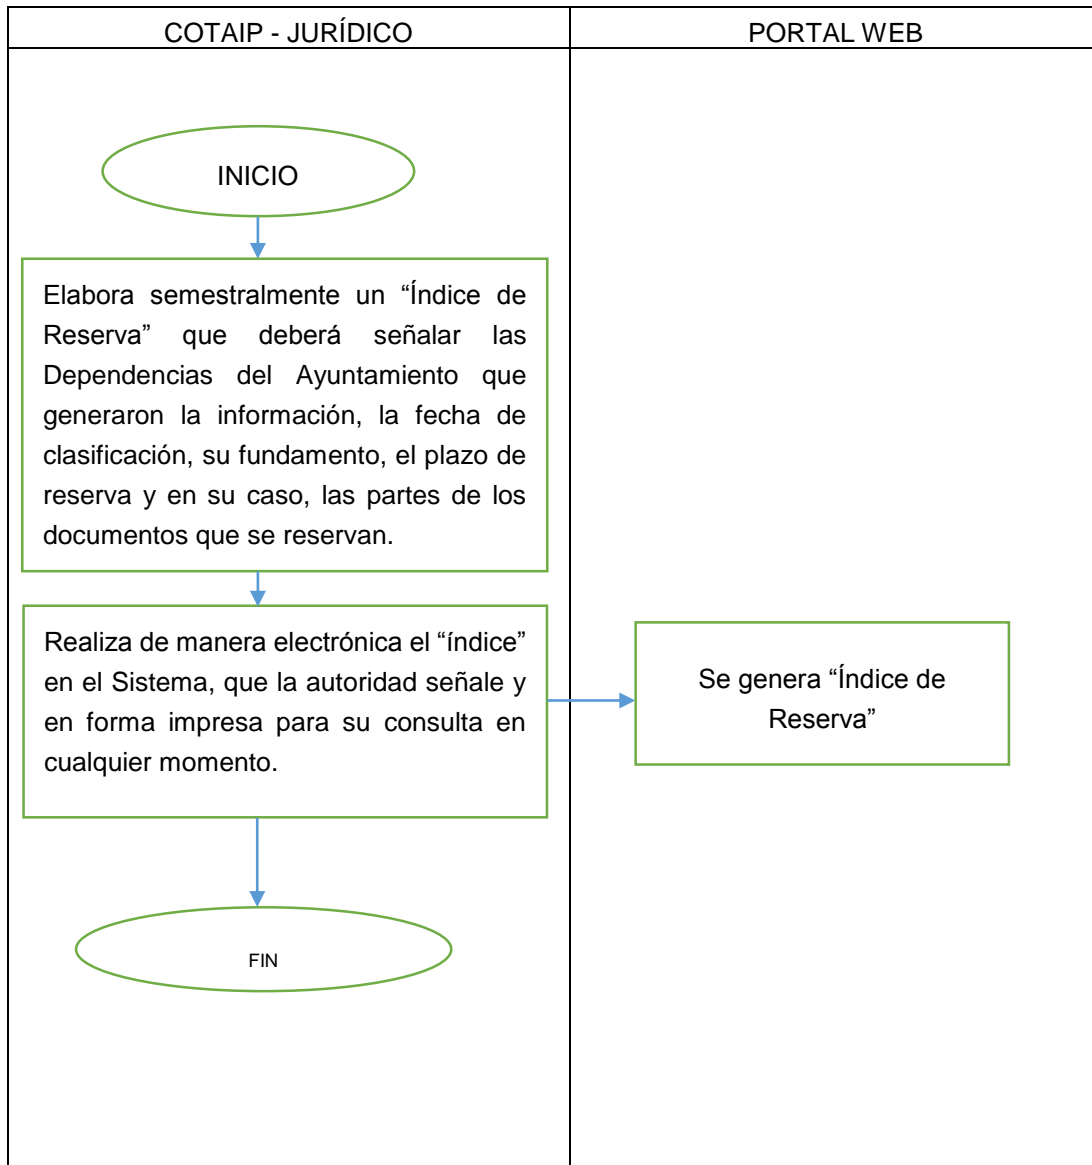 COTAIP - JURÍDICO
PORTAL WEB
INICIO
Elabora semestralmente un “Índice de
Reserva” que deberá señalar las
Dependencias del Ayuntamiento que
generaron la información, la fecha de
clasificación, su fundamento, el plazo de
reserva y en su caso, las partes de los
documentos que se reservan.
Realiza de manera electrónica el “índice”
en el Sistema, que la autoridad señale y
en forma impresa para su consulta en
cualquier momento.
Se genera “Índice de
Reserva”
FIN